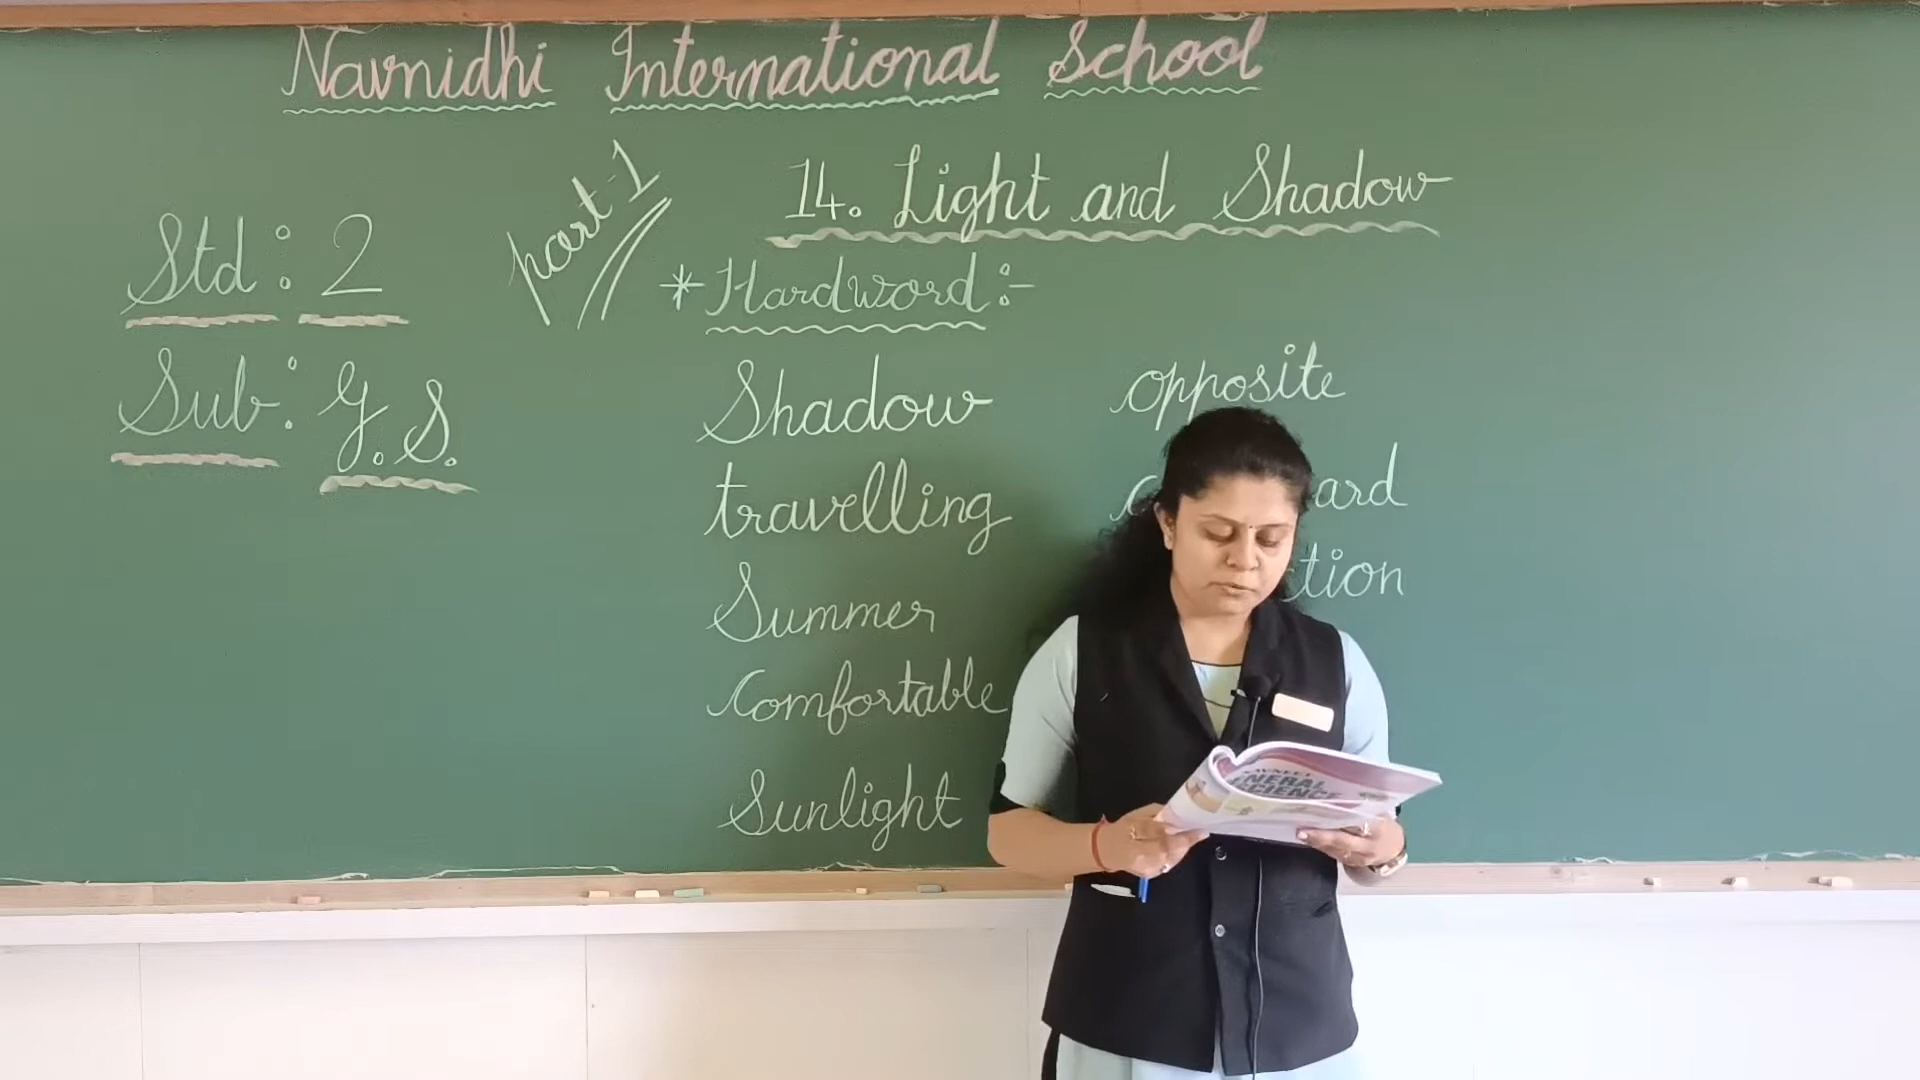 Navnidhi International School
part-1
14. Light and Shadow
Std: 2
Sub: G.S.
*Hardword:-
Shadow
travelling
Summer
Comfortable
Sunlight
opposite